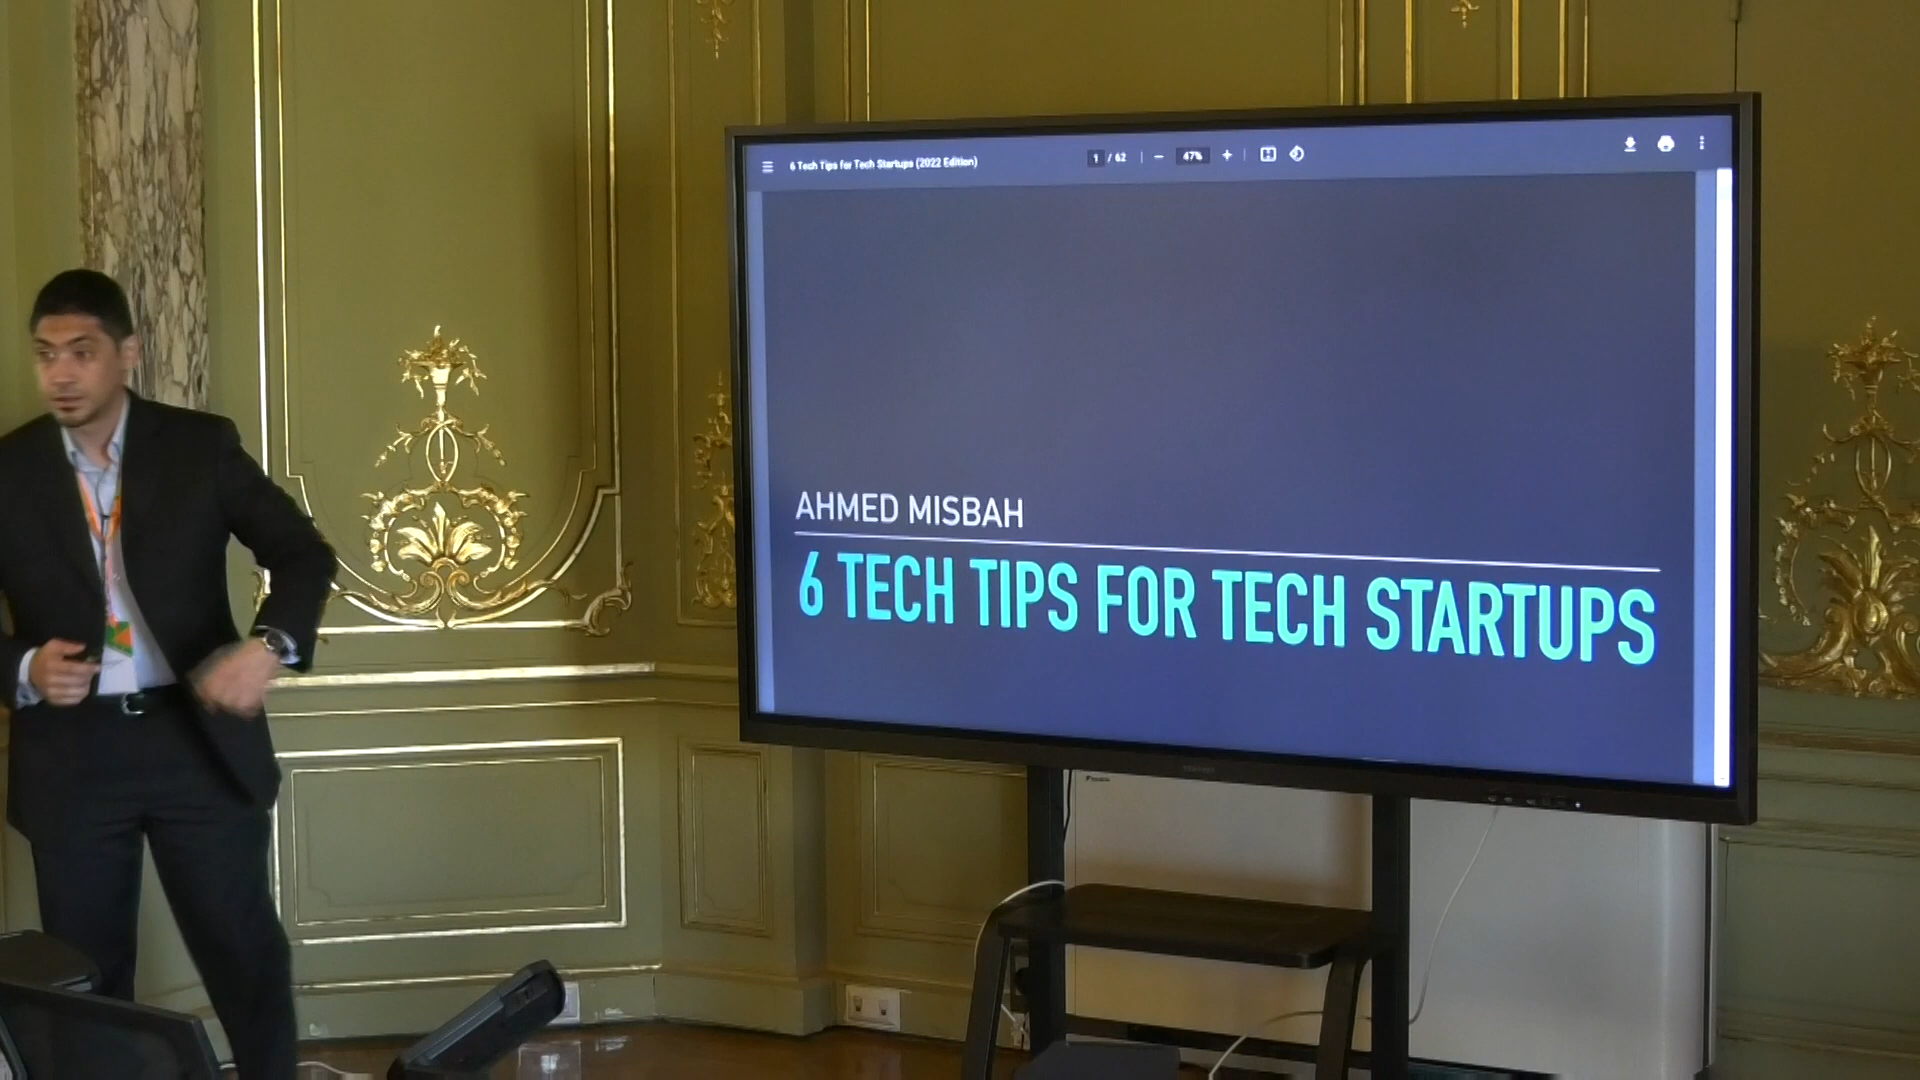 6 Tech Tips for Tech Startups (2022 Edition)
1 / 62
47%
AHMED MISBAH
6 TECH TIPS FOR TECH STARTUPS